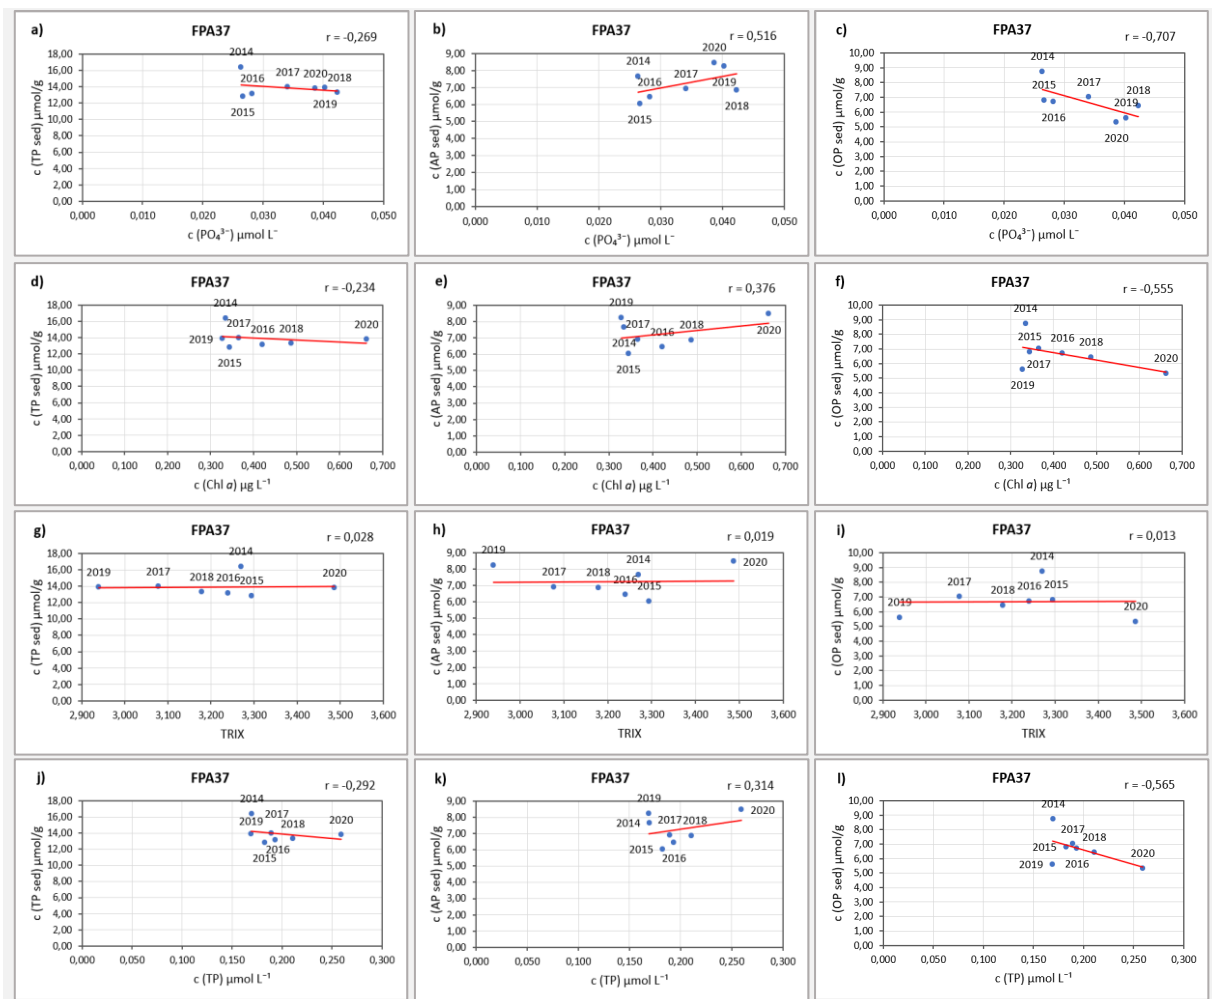 a) FPA37 r = -0,269
2014
18,00
16,00
14,00
12,00
10,00
8,00
6,00
4,00
2,00
0,00
2016 2017 2020 2018
2015 2019
c (TP sed) µmol/g
0,000 0,010 0,020 0,030 0,040 0,050
c (PO₄³⁻) µmol L⁻
b) FPA37 r = 0,516
2020
9,00
8,00
7,00
6,00
5,00
4,00
3,00
2,00
1,00
0,00
2014 2016 2017 2019
2015 2018
c (AP sed) µmol/g
0,000 0,010 0,020 0,030 0,040 0,050
c (PO₄³⁻) µmol L⁻
c) FPA37 r = -0,707
10,00
9,00
8,00
7,00
6,00
5,00
4,00
3,00
2,00
1,00
0,00
2014
2015 2017 2018
2016 2019
2020
c (OP sed) µmol/g
0,000 0,010 0,020 0,030 0,040 0,050
c (PO₄³⁻) µmol L⁻
d) FPA37 r = -0,234
2014
18,00
16,00
14,00
12,00
10,00
8,00
6,00
4,00
2,00
0,00
2019 2017 2016 2018 2020
2015
c (TP sed) µmol/g
0,000 0,100 0,200 0,300 0,400 0,500 0,600 0,700
c (Chl a) µg L⁻¹
e) FPA37 r = 0,376
2019
9,00
8,00
7,00
6,00
5,00
4,00
3,00
2,00
1,00
0,00
2017 2016 2018 2020
2014
2015
c (AP sed) µmol/g
0,000 0,100 0,200 0,300 0,400 0,500 0,600 0,700
c (Chl a) µg L⁻¹
f) FPA37 r = -0,555
2014
10,00
9,00
8,00
7,00
6,00
5,00
4,00
3,00
2,00
1,00
0,00
2015 2016 2018
2017 2020
2019
c (OP sed) µmol/g
0,000 0,100 0,200 0,300 0,400 0,500 0,600 0,700
c (Chl a) µg L⁻¹
g) FPA37 r = 0,028
2014
18,00
16,00
14,00
12,00
10,00
8,00
6,00
4,00
2,00
0,00
2019 2017 2018 2016 2015 2020
c (TP sed) µmol/g
2,900 3,000 3,100 3,200 3,300 3,400 3,500 3,600
TRIX
h) FPA37 r = 0,019
2019
9,00
8,00
7,00
6,00
5,00
4,00
3,00
2,00
1,00
0,00
2014 2020
2017 2018 2016 2015
c (AP sed) µmol/g
2,900 3,000 3,100 3,200 3,300 3,400 3,500 3,600
TRIX
i) FPA37 r = 0,013
10,00
9,00
8,00
7,00
6,00
5,00
4,00
3,00
2,00
1,00
0,00
2014
2017 2018 2016 2015
2019 2020
c (OP sed) µmol/g
2,900 3,000 3,100 3,200 3,300 3,400 3,500 3,600
TRIX
j) FPA37 r = -0,292
2014
18,00
16,00
14,00
12,00
10,00
8,00
6,00
4,00
2,00
0,00
2017
2019 2018 2020
2016
2015
c (TP sed) µmol/g
0,000 0,050 0,100 0,150 0,200 0,250 0,300
c (TP) µmol L⁻¹
k) FPA37 r = 0,314
2019
9,00
8,00
7,00
6,00
5,00
4,00
3,00
2,00
1,00
0,00
2020
2014 2017 2018
2015 2016
c (AP sed) µmol/g
0,000 0,050 0,100 0,150 0,200 0,250 0,300
c (TP) µmol L⁻¹
l) FPA37 r = -0,565
2014
10,00
9,00
8,00
7,00
6,00
5,00
4,00
3,00
2,00
1,00
0,00
2017
2015 2018
2019 2016 2020
c (OP sed) µmol/g
0,000 0,050 0,100 0,150 0,200 0,250 0,300
c (TP) µmol L⁻¹